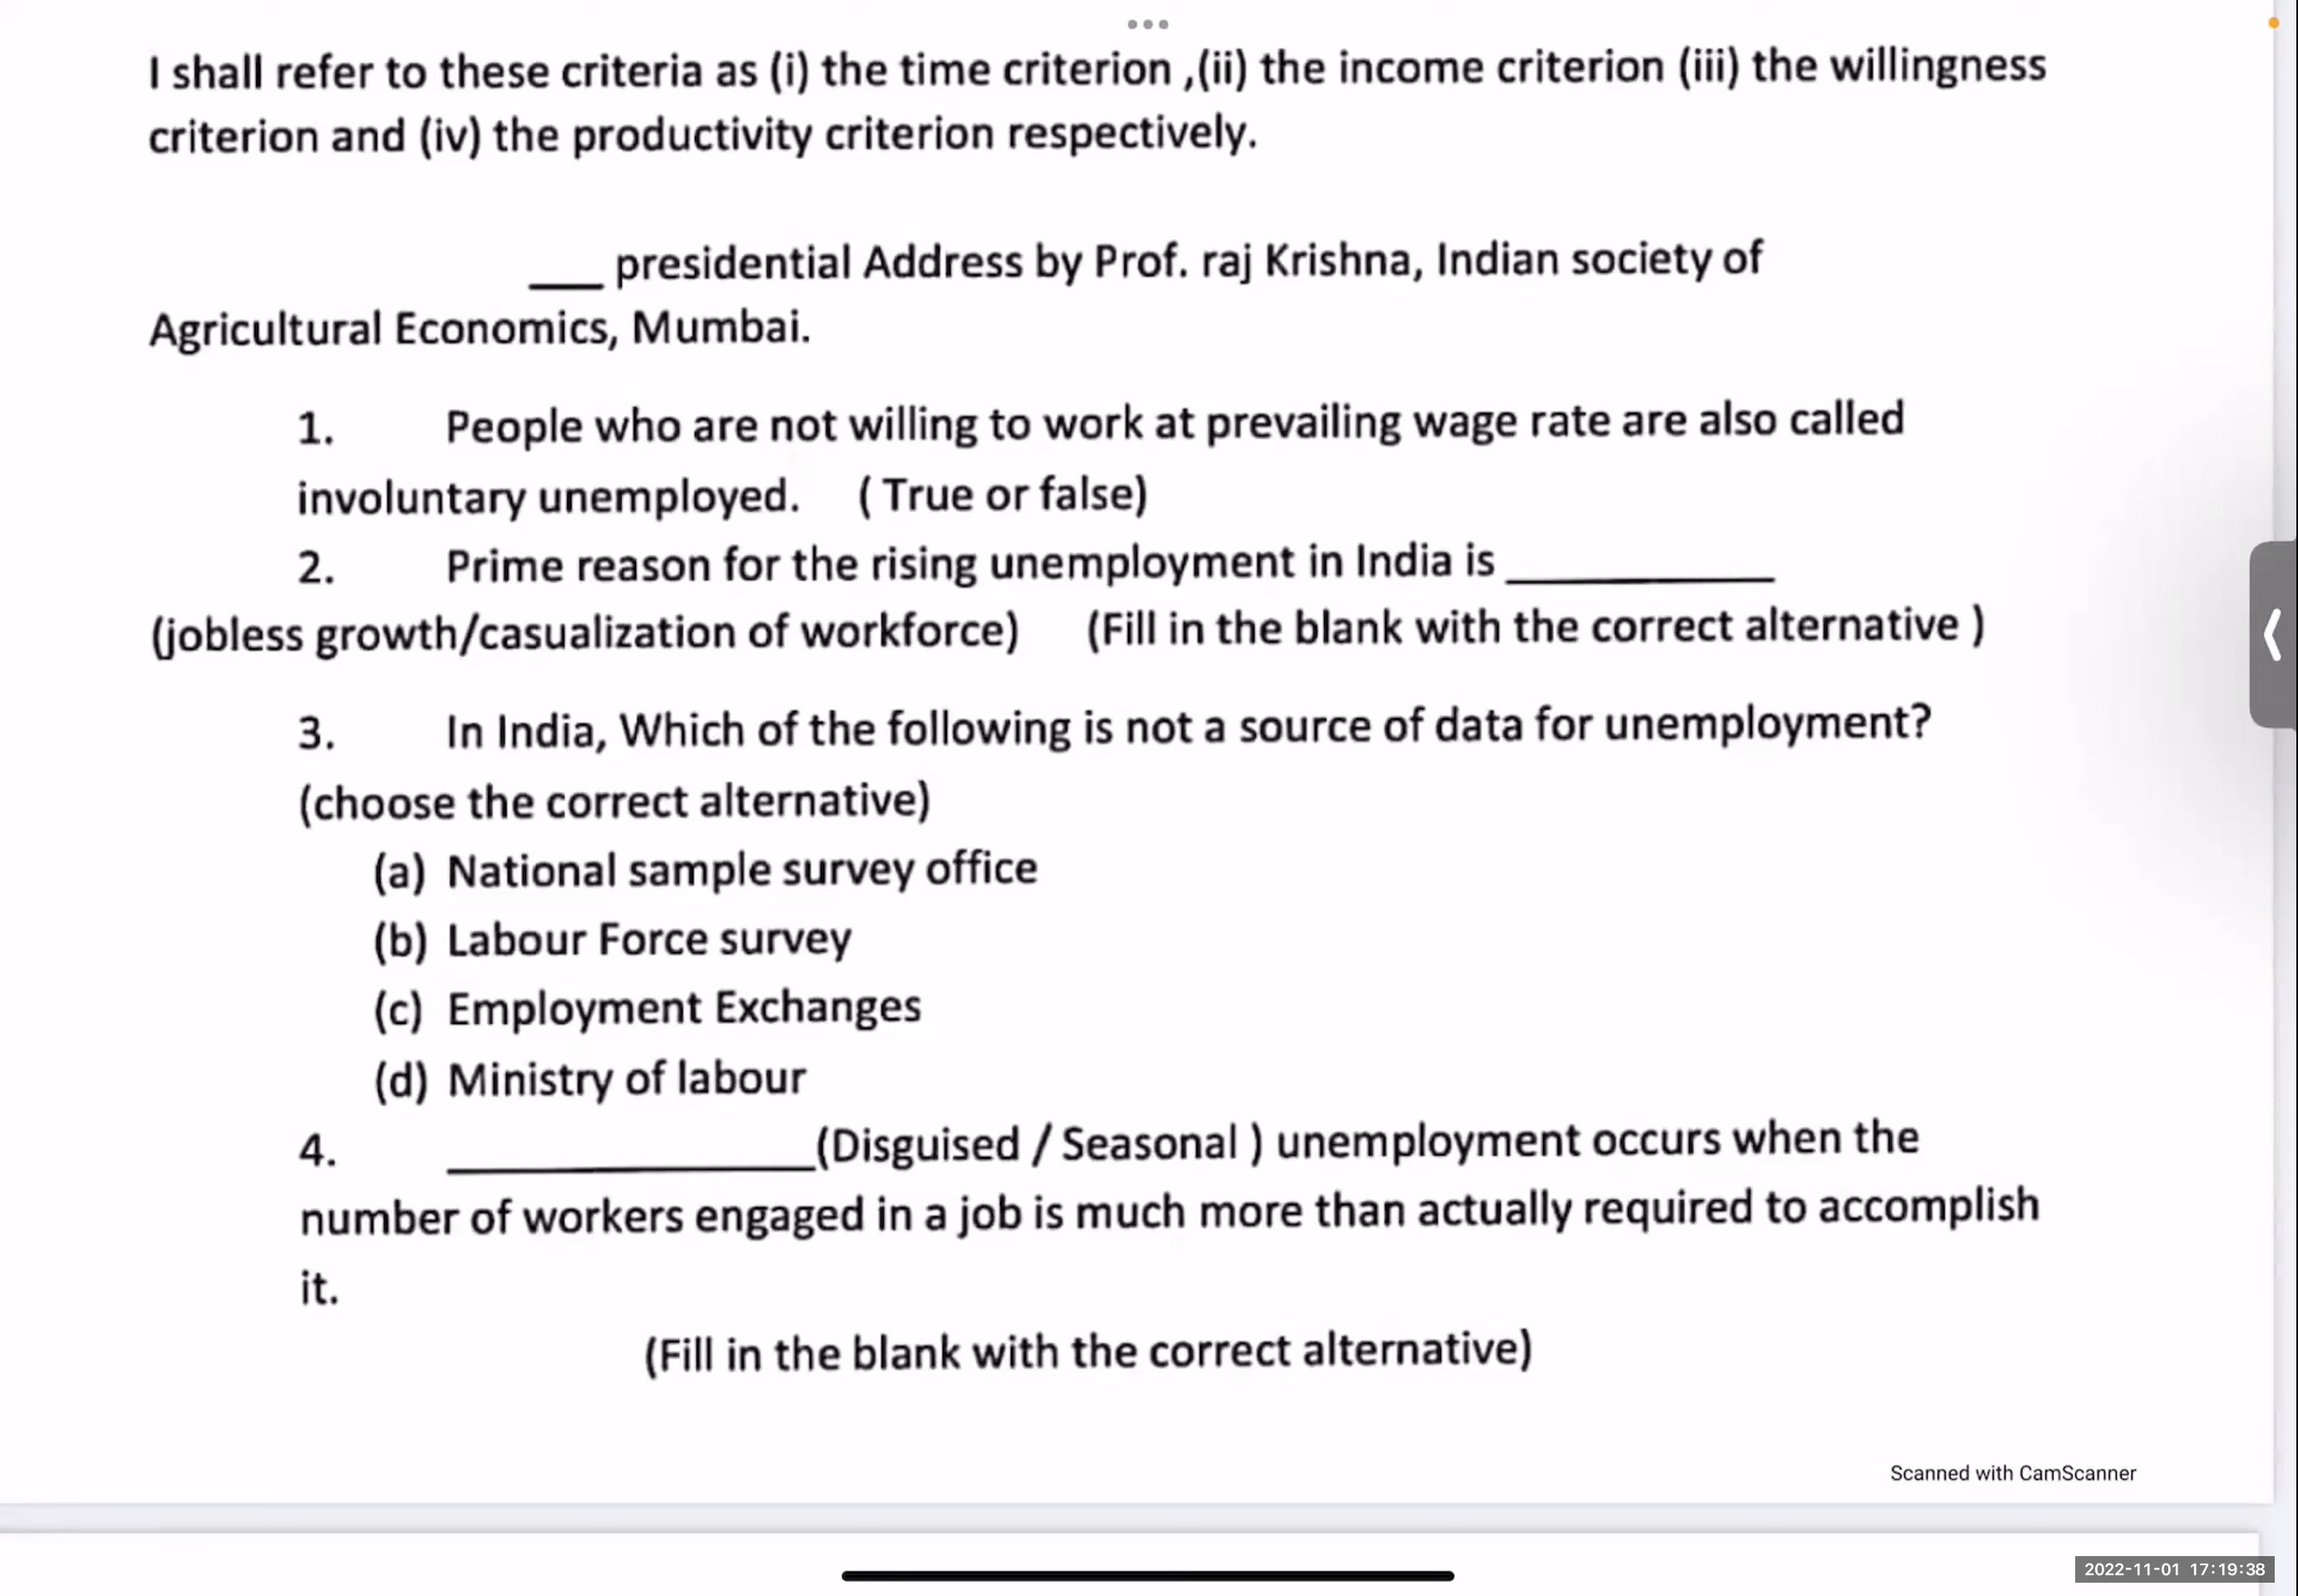 I shall refer to these criteria as (i) the time criterion ,(ii) the income criterion (iii) the willingness
criterion and (iv) the productivity criterion respectively.
___ presidential Address by Prof. raj Krishna, Indian society of
Agricultural Economics, Mumbai.
1. People who are not willing to work at prevailing wage rate are also called
involuntary unemployed. ( True or false)
2. Prime reason for the rising unemployment in India is ___________
(jobless growth/casualization of workforce) (Fill in the blank with the correct alternative )
3. In India, Which of the following is not a source of data for unemployment?
(choose the correct alternative)
(a) National sample survey office
(b) Labour Force survey
(c) Employment Exchanges
(d) Ministry of labour
4. _______________(Disguised / Seasonal ) unemployment occurs when the
number of workers engaged in a job is much more than actually required to accomplish
it.
(Fill in the blank with the correct alternative)
Scanned with CamScanner
2022-11-01 17:19:38